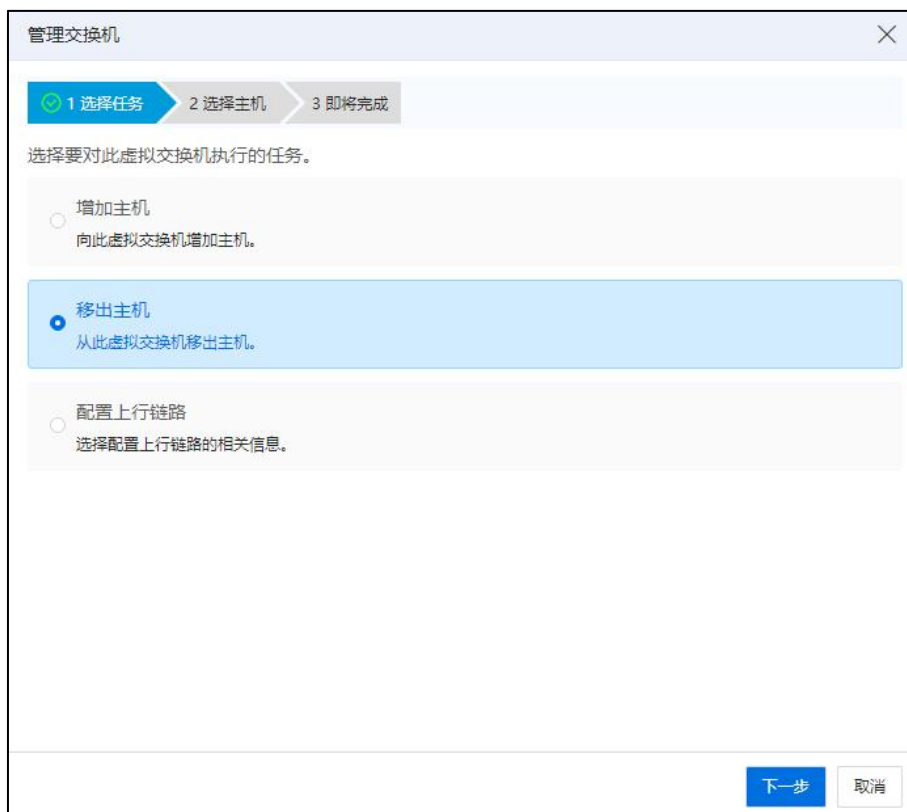 管理交换机
1 选择任务 2 选择主机 3 即将完成
选择要对此虚拟交换机执行的任务。
增加主机
向此虚拟交换机增加主机。
移出主机
从此虚拟交换机移出主机。
配置上行链路
选择配置上行链路的相关信息。
下一步 取消